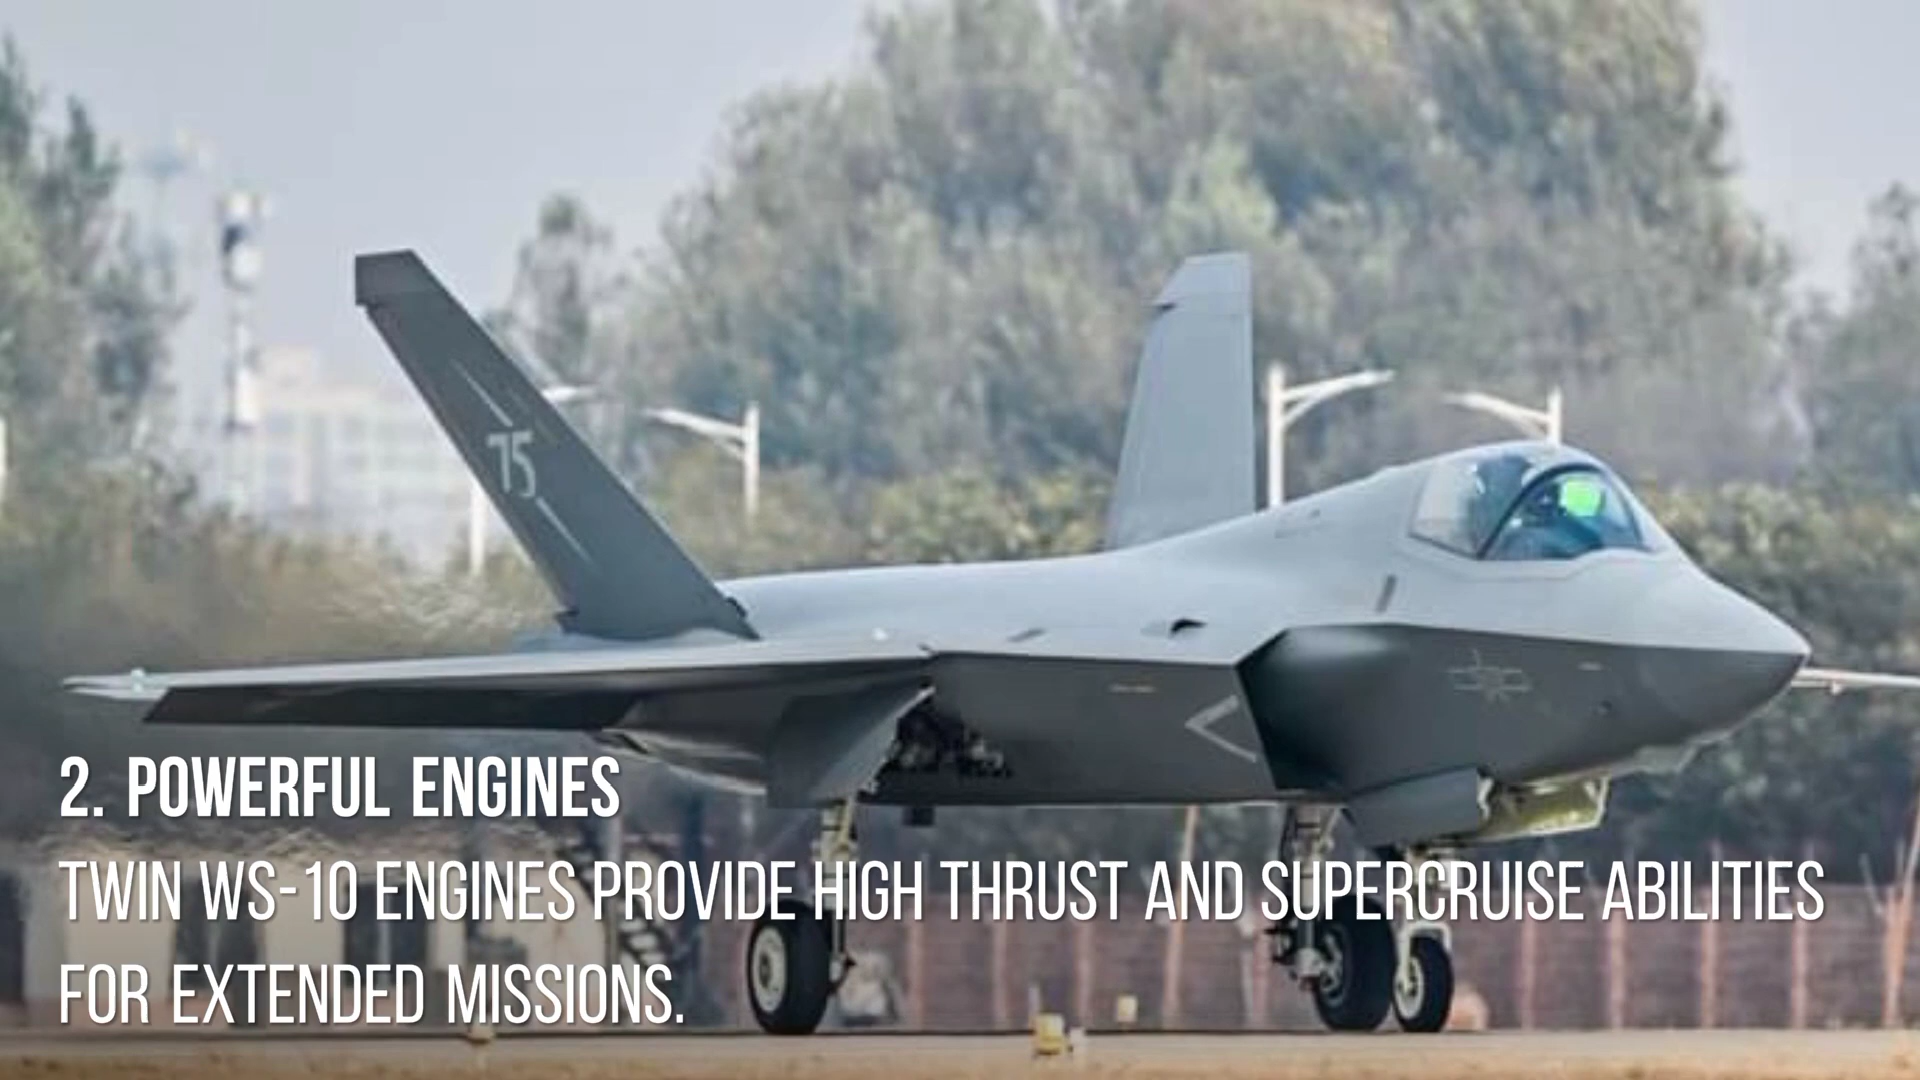 75
2. POWERFUL ENGINES
TWIN WS-10 ENGINES PROVIDE HIGH THRUST AND SUPERCRUISE ABILITIES
FOR EXTENDED MISSIONS.